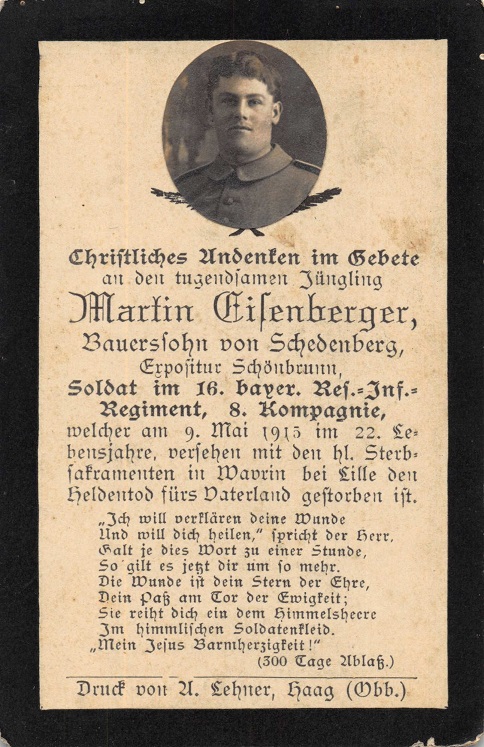 Christliches Andenken im Gebete
an den tugendsamen Jüngling
Martin Eisenberger,
Bauerssohn von Schedenberg,
Expositur Schönbrunn,
Soldat im 16. bayer. Res.-Inf.-
Regiment, 8. Kompagnie,
welcher am 9. Mai 1915 im 22. Le-
bensjahre, versehen mit den hl. Sterb-
sakramenten in Wavrin bei Lille den
Heldentod fürs Vaterland gestorben ist.
„Ich will verklären deine Wunde
Und will dich heilen,“ spricht der Herr.
Galt je dies Wort zu einer Stunde,
So gilt es jetzt dir um so mehr.
Die Wunde ist dein Stern der Ehre,
Dein Paß am Tor der Ewigkeit;
Sie reiht dich ein dem Himmelsheere
Im himmlischen Soldatenkleid.
„Mein Jesus Barmherzigkeit!“
(300 Tage Ablaß.)
Druck von A. Lehner, Haag (Obb.)